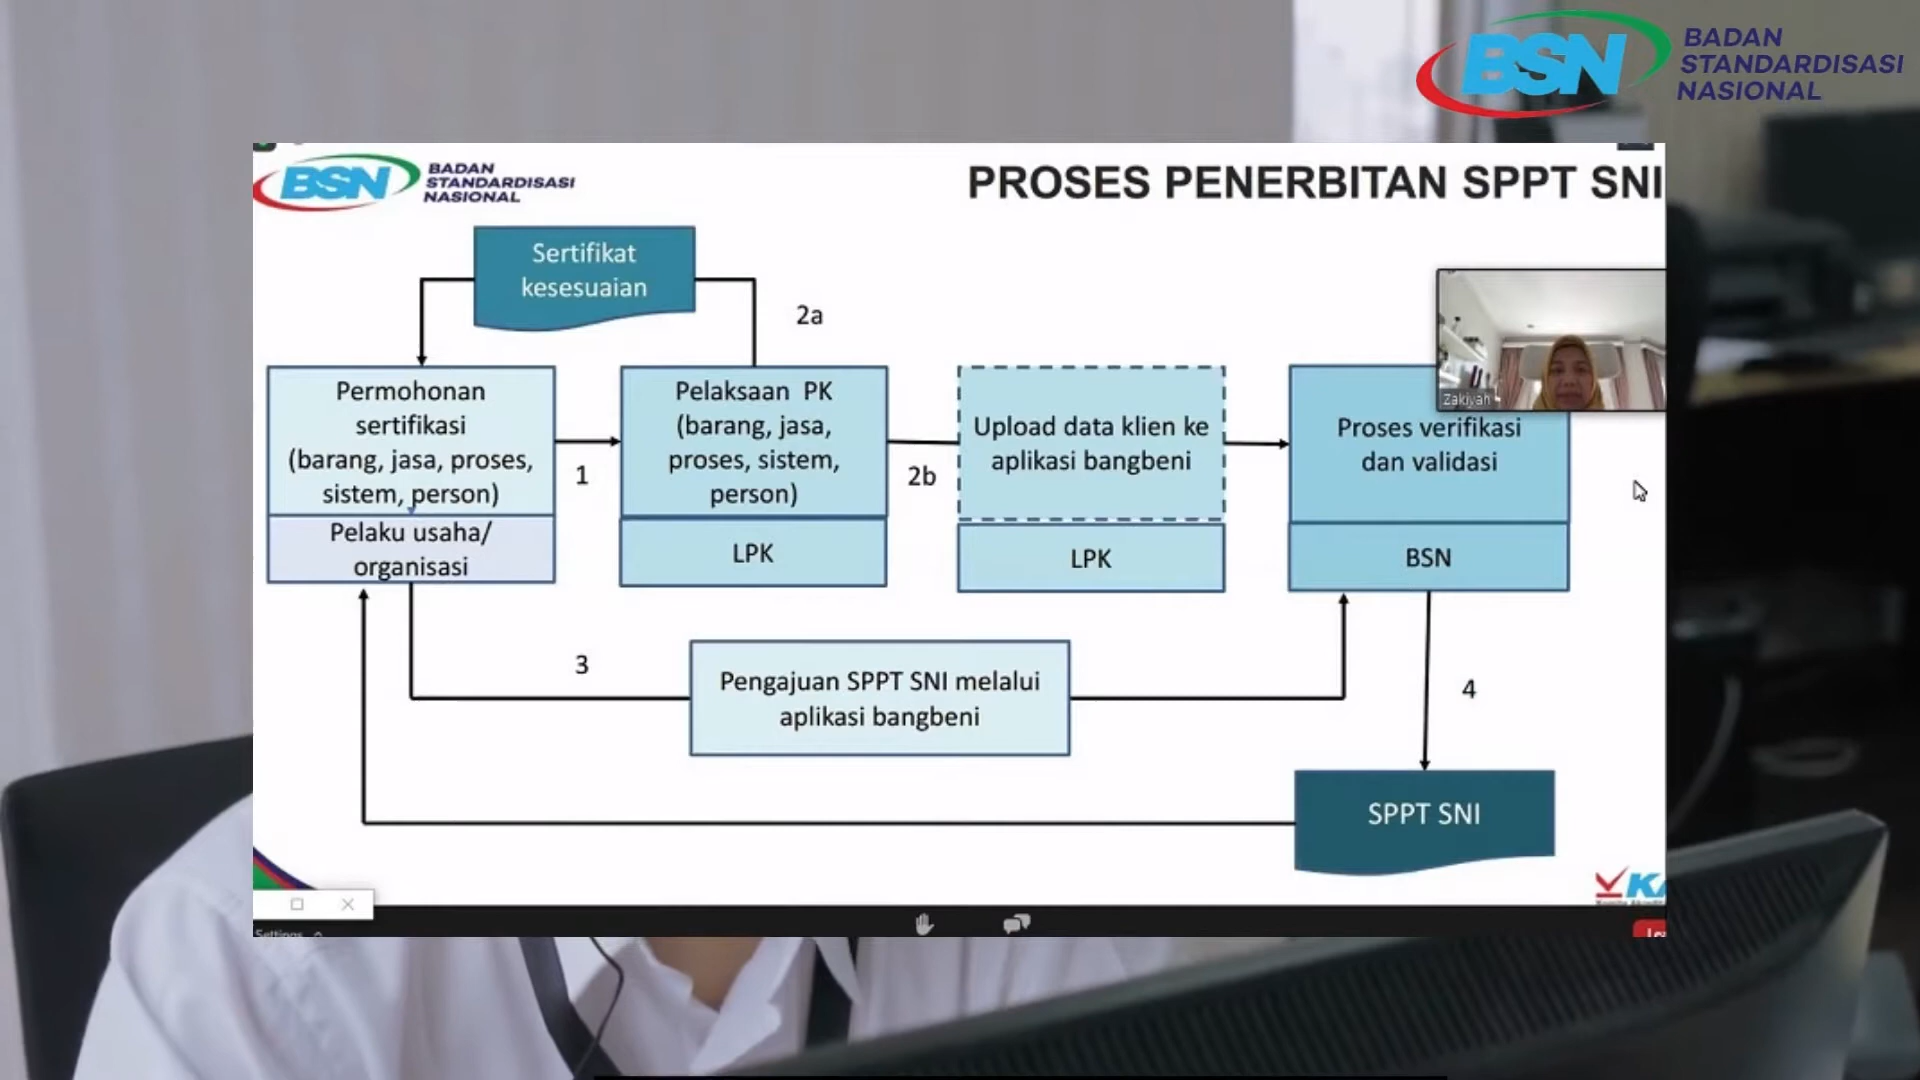 BSN
BADAN
STANDARDISASI
NASIONAL
BSN
BADAN
STANDARDISASI
NASIONAL
PROSES PENERBITAN SPPT SNI
Sertifikat
kesesuaian
2a
Permohonan
sertifikasi
(barang, jasa, proses,
sistem, person)
Pelaku usaha/
organisasi
1
Pelaksaan PK
(barang, jasa,
proses, sistem,
person)
LPK
2b
Upload data klien ke
aplikasi bangbeni
LPK
Zakiyah
Proses verifikasi
dan validasi
BSN
3
Pengajuan SPPT SNI melalui
aplikasi bangbeni
4
SPPT SNI
Settings